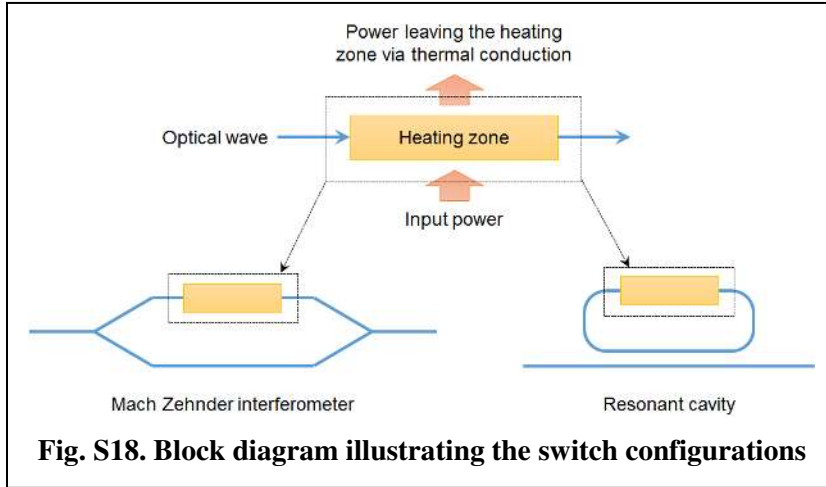 Power leaving the heating
zone via thermal conduction
Optical wave
Heating zone
Input power
Mach Zehnder interferometer
Resonant cavity
Fig. S18. Block diagram illustrating the switch configurations